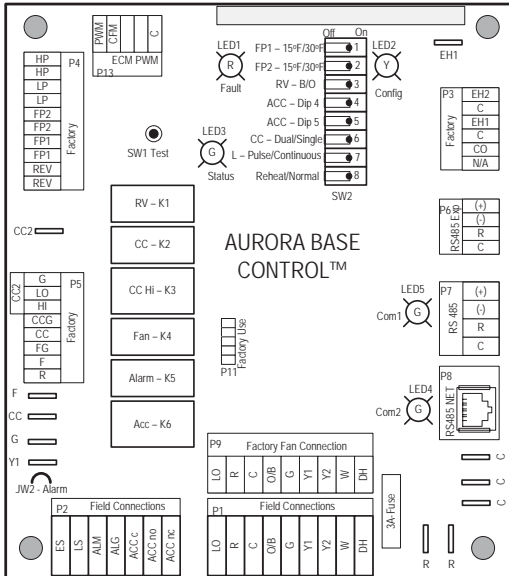 PWM
CFM
C
ECM PWM
P13
HP
HP
LP
LP
FP2
FP2
FP1
FP1
REV
REV
P4
Factory
LED1
R
Fault
SW1 Test
LED3
G
Status
Off On
FP1 – 15ºF/30ºF 1
FP2 – 15ºF/30ºF 2
RV – B/O 3
ACC – Dip 4 4
ACC – Dip 5 5
CC – Dual/Single 6
L – Pulse/Continuous 7
Reheat/Normal 8
SW2
LED2
Y
Config
EH1
P3
Factory
EH2
C
EH1
C
CO
N/A
RV – K1
CC – K2
CC Hi – K3
Fan – K4
Alarm – K5
Acc – K6
AURORA BASE
CONTROL™
P6
RS485 Exp
(+)
(-)
R
C
CC2
CC2
G
LO
HI
CCG
CC
FG
F
R
P5
Factory
P11
Factory Use
LED5
G
Com1
P7
RS 485
(+)
(-)
R
C
LED4
G
Com2
P8
RS485 NET
F
CC
G
Y1
JW2 - Alarm
P9 Factory Fan Connection
LO
R
C
O/B
G
Y1
Y2
W
DH
P2 Field Connections
ES
LS
ALM
ALG
ACC c
ACC no
ACC nc
P1 Field Connections
LO
R
C
O/B
G
Y1
Y2
W
DH
3A-Fuse
C
C
C
R R